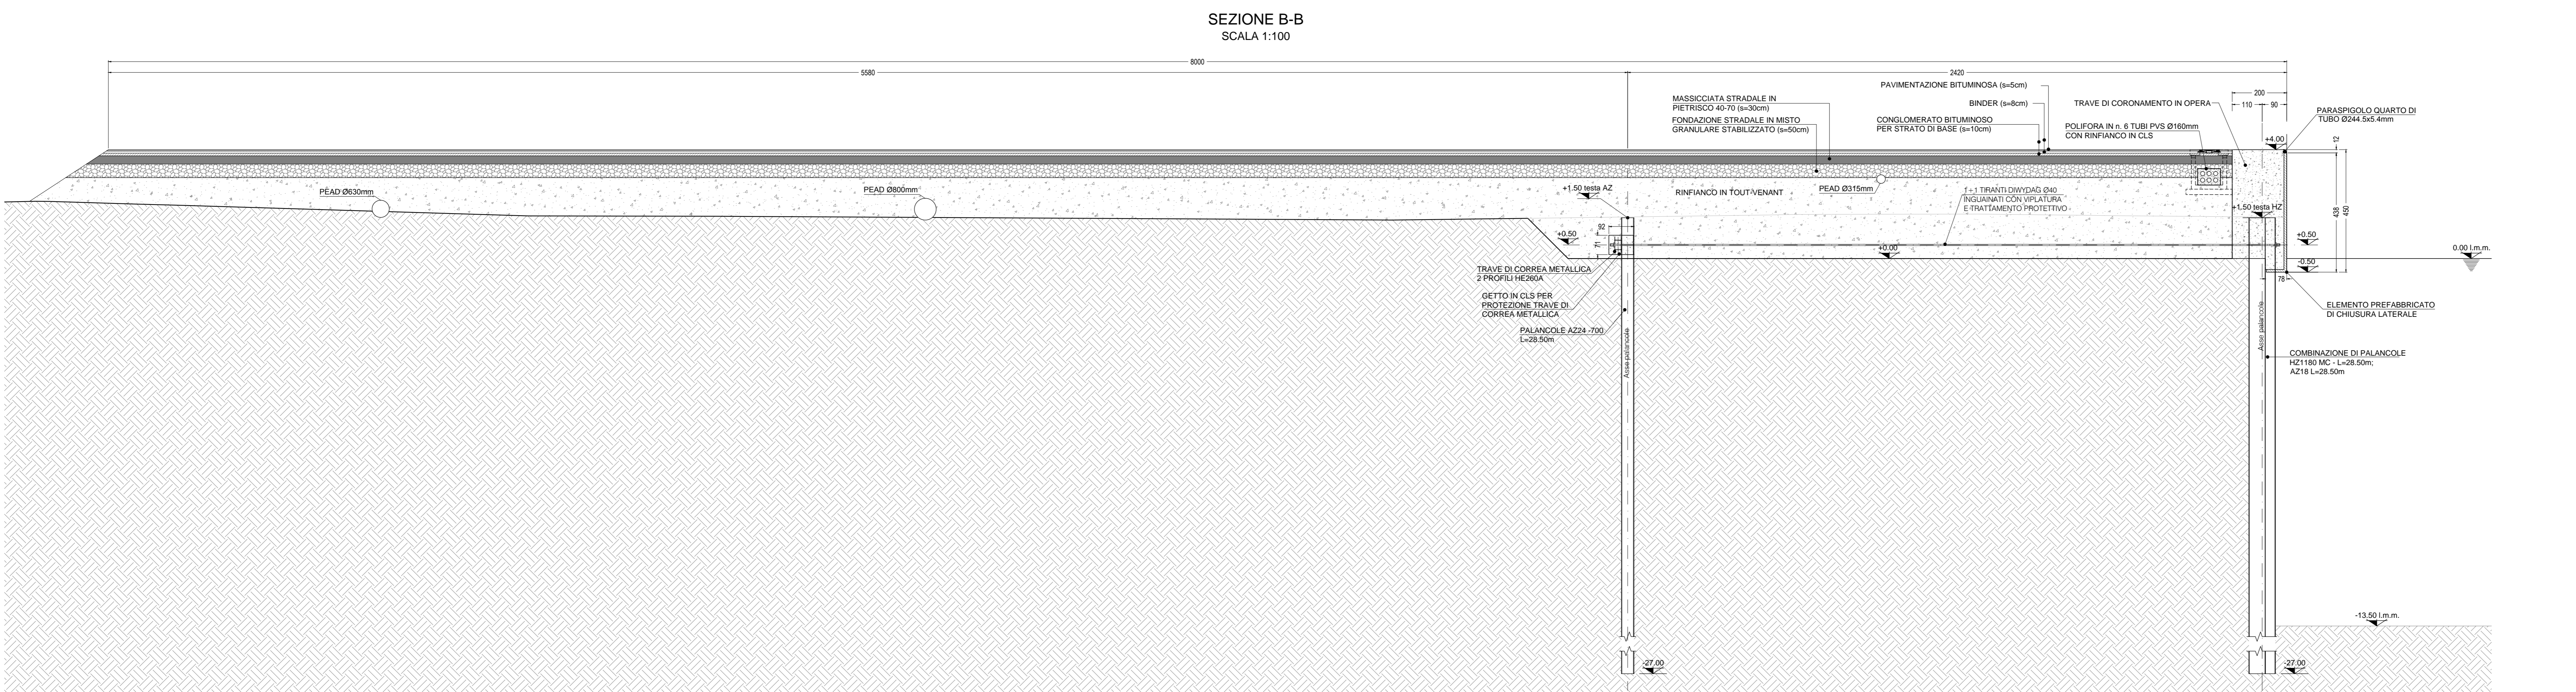 SEZIONE B-B
SCALA 1:100
8000
5580
2420
PAVIMENTAZIONE BITUMINOSA (s=5cm)
MASSICCIATA STRADALE IN
PIETRISCO 40-70 (s=30cm)
FONDAZIONE STRADALE IN MISTO
GRANULARE STABILIZZATO (s=50cm)
BINDER (s=8cm)
CONGLOMERATO BITUMINOSO
PER STRATO DI BASE (s=10cm)
TRAVE DI CORONAMENTO IN OPERA
POLIFORA IN n. 6 TUBI PVS Ø160mm
CON RINFIANCO IN CLS
200
110
90
PARASPIGOLO QUARTO DI
TUBO Ø244.5x5.4mm
+4.00
12
438
450
PEAD Ø630mm
PEAD Ø800mm
+1.50 testa AZ
RINFIANCO IN TOUT-VENANT
PEAD Ø315mm
1+1 TIRANTI DIWYDAG Ø40
INGUAINATI CON VIPLATURA
E TRATTAMENTO PROTETTIVO
+1.50 testa HZ
92
71
+0.50
+0.00
+0.50
0.00 l.m.m.
-0.50
78
TRAVE DI CORREA METALLICA
2 PROFILI HE260A
GETTO IN CLS PER
PROTEZIONE TRAVE DI
CORREA METALLICA
PALANCOLE AZ24 -700
L=28.50m
Asse palancole
Asse palancole
ELEMENTO PREFABBRICATO
DI CHIUSURA LATERALE
COMBINAZIONE DI PALANCOLE
HZ1180 MC - L=28.50m;
AZ18 L=28.50m
-13.50 l.m.m.
-27.00
-27.00